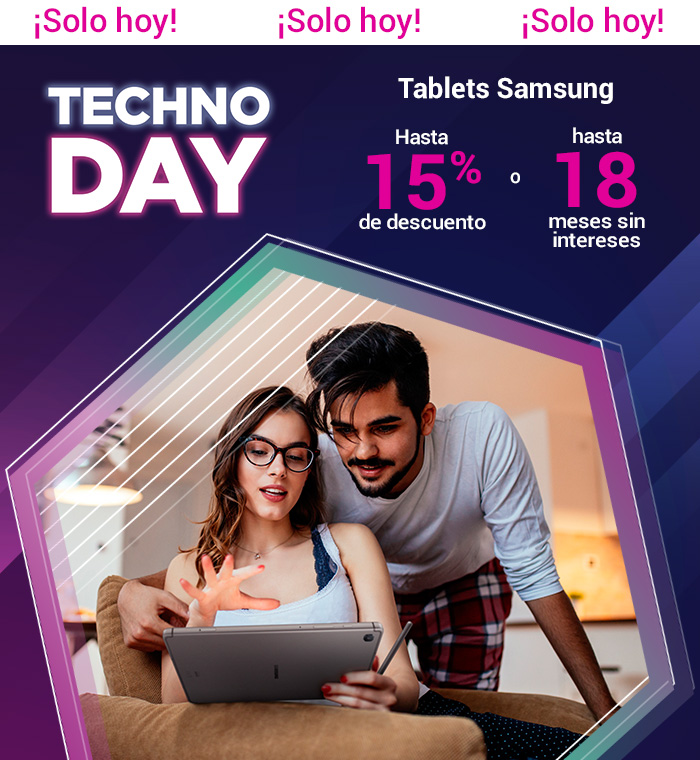 ¡Solo hoy! ¡Solo hoy! ¡Solo hoy!
TECHNO
DAY
Tablets Samsung
Hasta
15%
de descuento
o
hasta
18
meses sin
intereses